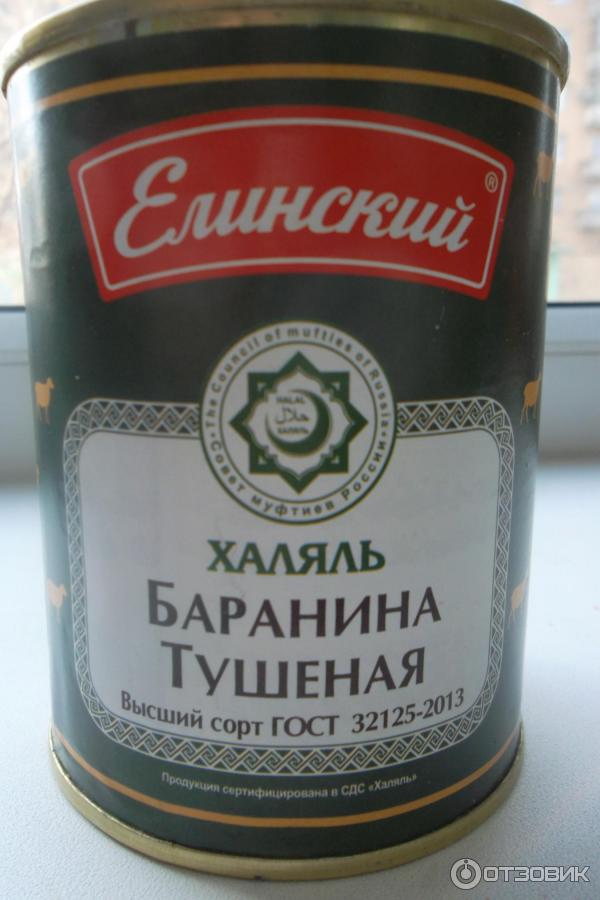 Елинский ®
The Council of mufties of Russia
HALAL
حلال
ХАЛЯЛЬ
Совет муфтиев России
ХАЛЯЛЬ
БАРАНИНА
ТУШЕНАЯ
Высший сорт ГОСТ 32125-2013
Продукция сертифицирована в СДС «Халяль»
ОТЗОВИК